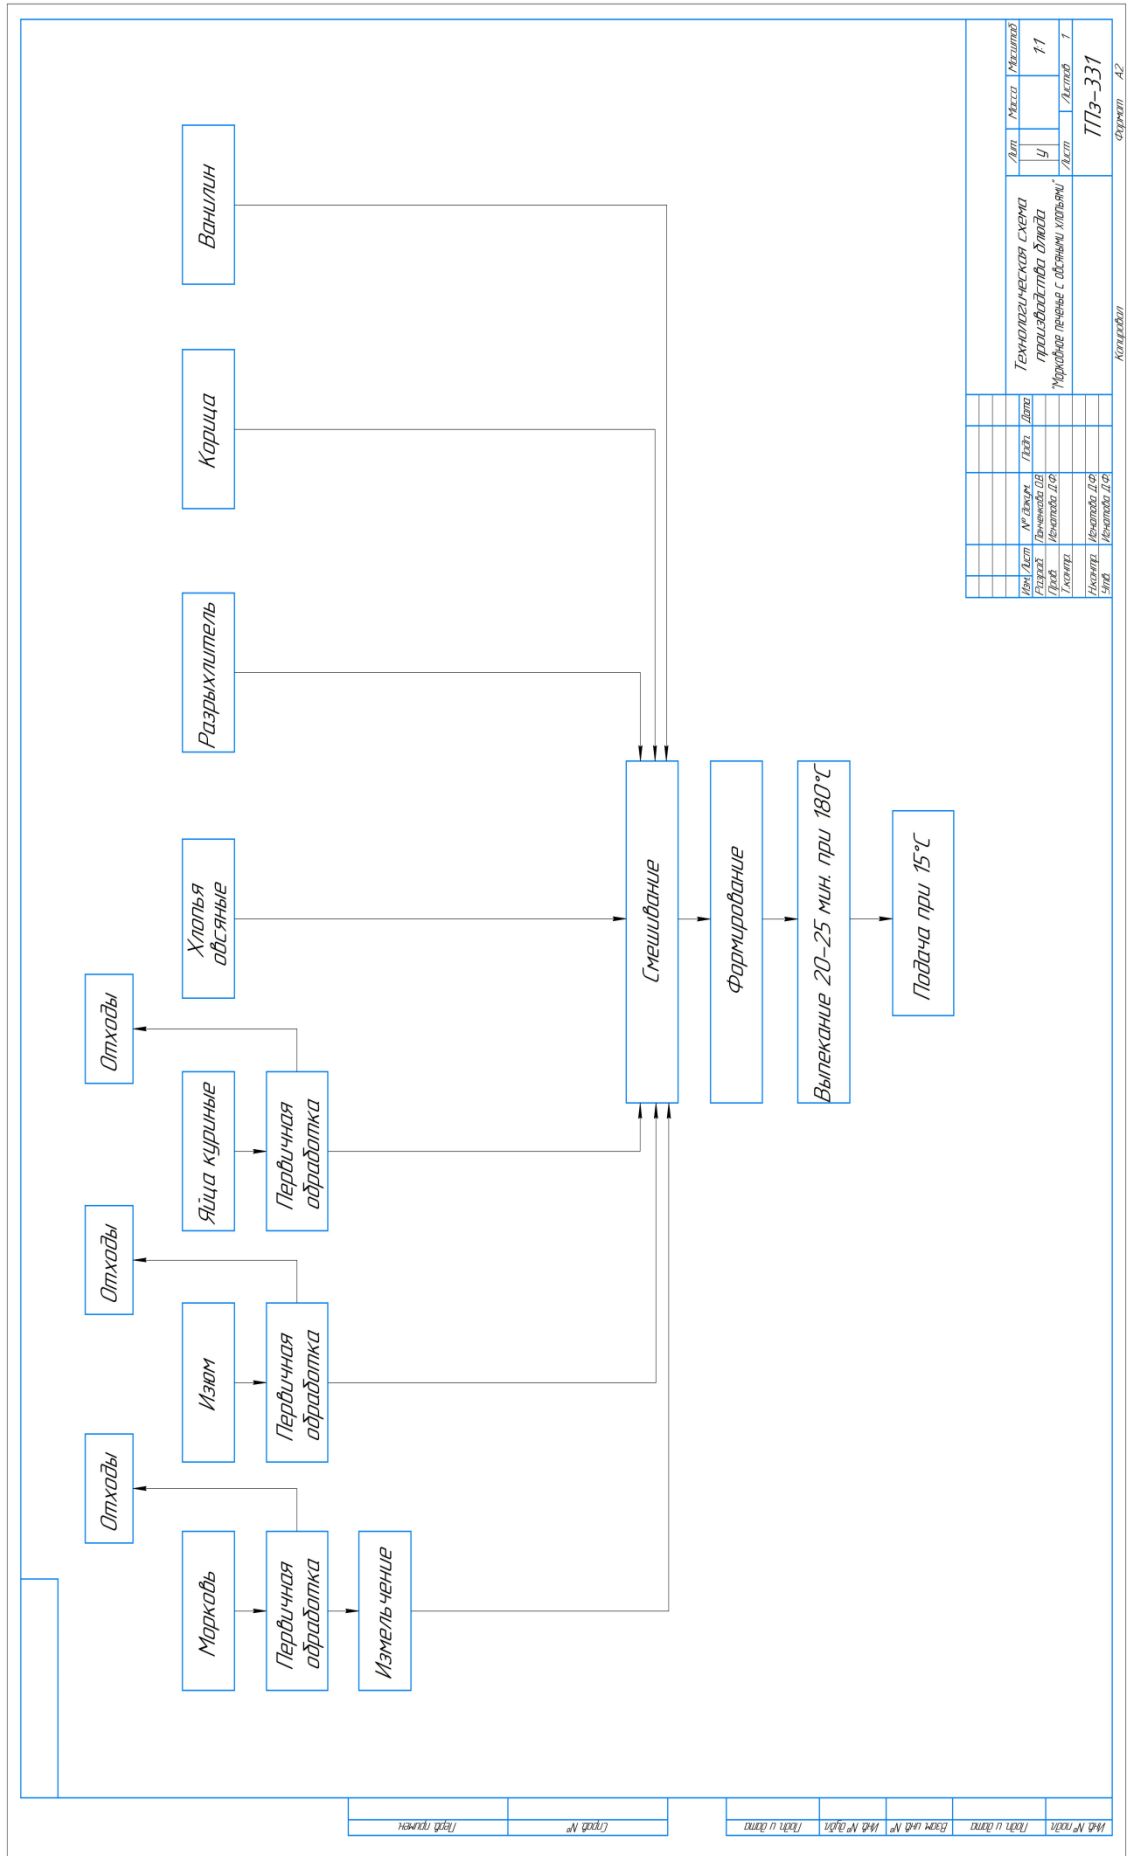 Отходы
Отходы
Отходы
Морковь
Изюм
Яйца куриные
Хлопья
овсяные
Разрыхлитель
Корица
Ванилин
Первичная
обработка
Первичная
обработка
Первичная
обработка
Измельчение
Смешивание
Формирование
Выпекание 20-25 мин. при 180°С
Подача при 15°С
Перв. примен.
Справ. №
Подп. и дата
Инв. № дубл.
Взам. инв. №
Подп. и дата
Инв. № подл.
Изм. Лист № докум. Подп. Дата
Разраб. Панченкова О.В.
Пров. Игнатова Д.Ф.
Т.контр.
Н.контр. Игнатова Д.Ф.
Утв. Игнатова Д.Ф.
Технологическая схема
производства блюда
"Морковное печенье с овсяными хлопьями"
Лит. Масса Масштаб
у 1:1
Лист Листов 1
ТПз-331
Копировал Формат А2